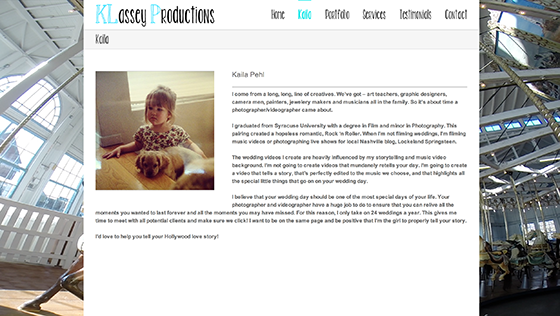 KLassey Productions
Home Kaila Portfolio Services Testimonials Contact
Kaila
Kaila Pehl
I come from a long, long, line of creatives. We've got – art teachers, graphic designers,
camera men, painters, jewelery makers and musicians all in the family. So it's about time a
photographer/videographer came about.
I graduated from Syracuse University with a degree in Film and minor in Photography. This
pairing created a hopeless romantic, Rock 'n Roller. When I'm not filming weddings, I'm filming
music videos or photographing live shows for local Nashville blog, Lockeland Springsteen.
The wedding videos I create are heavily influenced by my storytelling and music video
background. I'm not going to create videos that mundanely retells your day. I'm going to create
a video that tells a story, that's perfectly edited to the music we choose, and that highlights all
the special little things that go on on your wedding day.
I believe that your wedding day should be one of the most special days of your life. Your
photographer and videographer have a huge job to do to ensure that you can relive all the
moments you wanted to last forever and all the moments you may have missed. For this reason, I only take on 24 weddings a year. This gives me
time to meet with all potential clients and make sure we click! I want to be on the same page and be positive that I'm the girl to properly tell your story.
I'd love to help you tell your Hollywood love story!